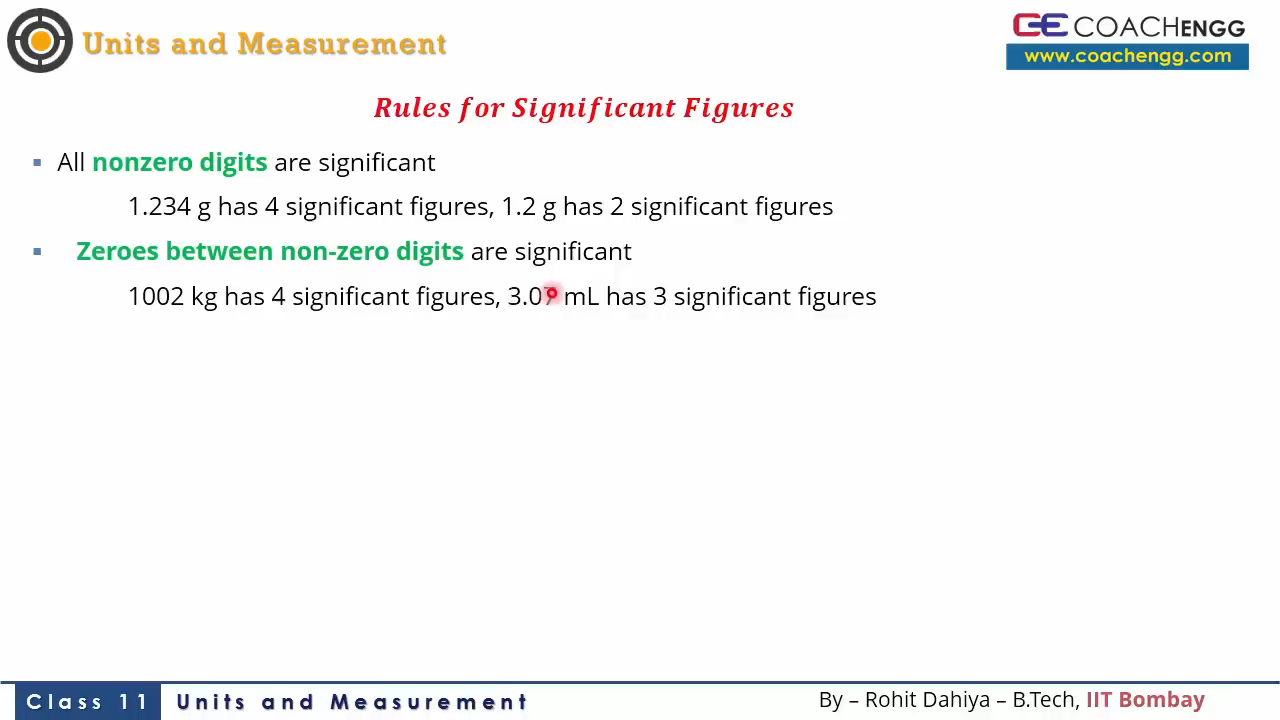 Units and Measurement
CE COACHENGG
www.coachengg.com
Rules for Significant Figures
▪ All nonzero digits are significant
1.234 g has 4 significant figures, 1.2 g has 2 significant figures
▪ Zeroes between non-zero digits are significant
1002 kg has 4 significant figures, 3.07 mL has 3 significant figures
Class 11 Units and Measurement By – Rohit Dahiya – B.Tech, IIT Bombay